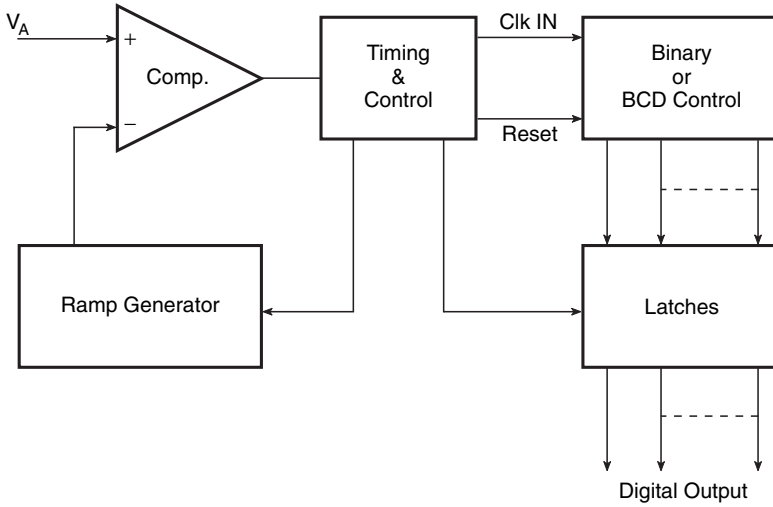 V_A
+
Comp.
−
Timing
&
Control
Clk IN
Reset
Binary
or
BCD Control
Ramp Generator
Latches
Digital Output